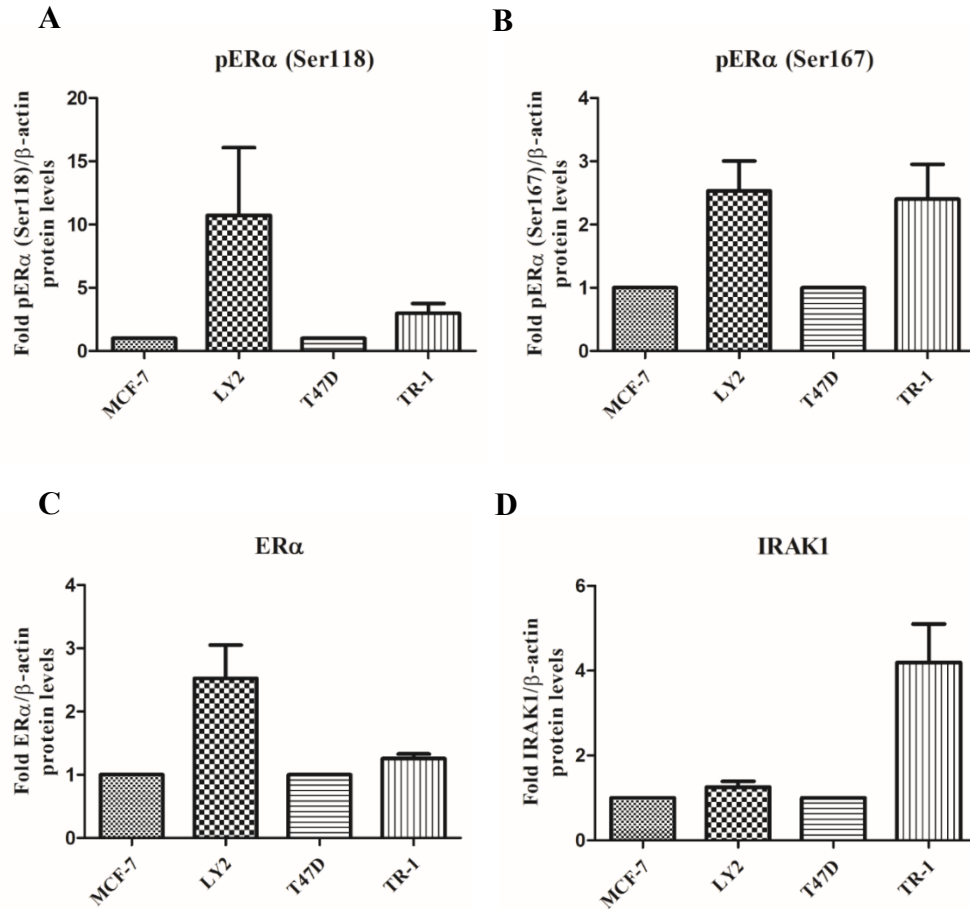 A
pERα (Ser118)
Fold pERα (Ser118)/β-actin
protein levels
20
15
10
5
0
MCF-7
LY2
T47D
TR-1
B
pERα (Ser167)
Fold pERα (Ser167)/β-actin
protein levels
4
3
2
1
0
MCF-7
LY2
T47D
TR-1
C
ERα
Fold ERα/β-actin
protein levels
4
3
2
1
0
MCF-7
LY2
T47D
TR-1
D
IRAK1
Fold IRAK1/β-actin
protein levels
6
4
2
0
MCF-7
LY2
T47D
TR-1